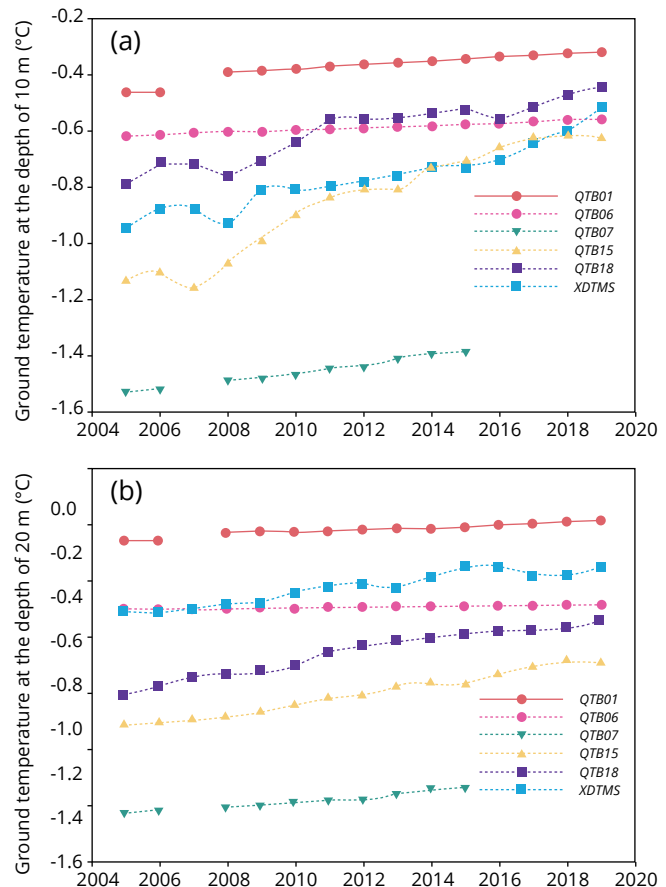 Ground temperature at the depth of 10 m (°C)
(a)
-0.2
-0.4
-0.6
-0.8
-1.0
-1.2
-1.4
-1.6
QTB01
QTB06
QTB07
QTB15
QTB18
XDTMS
2004 2006 2008 2010 2012 2014 2016 2018 2020
Ground temperature at the depth of 20 m (°C)
(b)
0.0
-0.2
-0.4
-0.6
-0.8
-1.0
-1.2
-1.4
-1.6
QTB01
QTB06
QTB07
QTB15
QTB18
XDTMS
2004 2006 2008 2010 2012 2014 2016 2018 2020